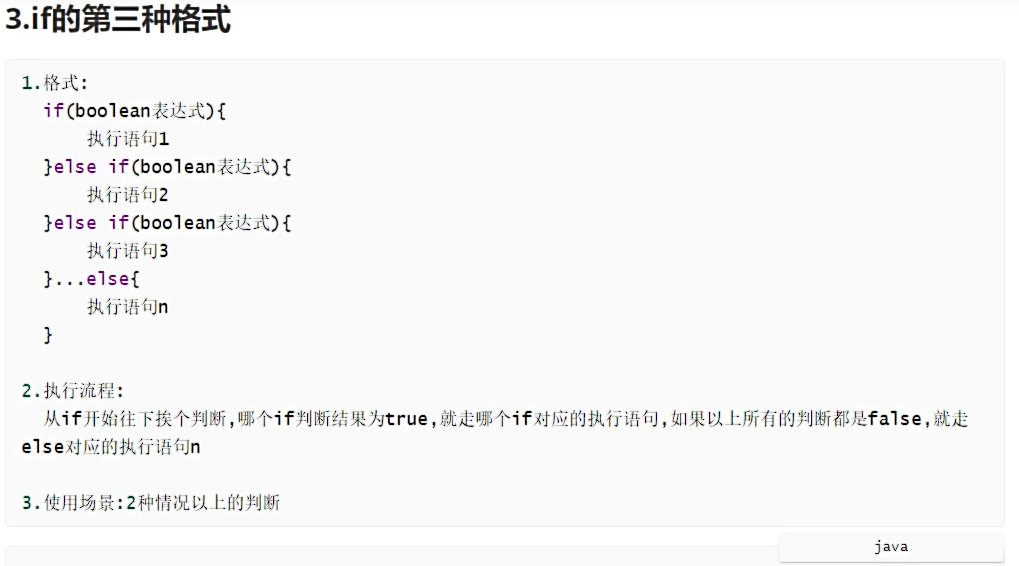 3.if的第三种格式
1.格式:
if(boolean表达式){
执行语句1
}else if(boolean表达式){
执行语句2
}else if(boolean表达式){
执行语句3
}...else{
执行语句n
}
2.执行流程:
从if开始往下挨个判断,哪个if判断结果为true,就走哪个if对应的执行语句,如果以上所有的判断都是false,就走
else对应的执行语句n
3.使用场景:2种情况以上的判断
java